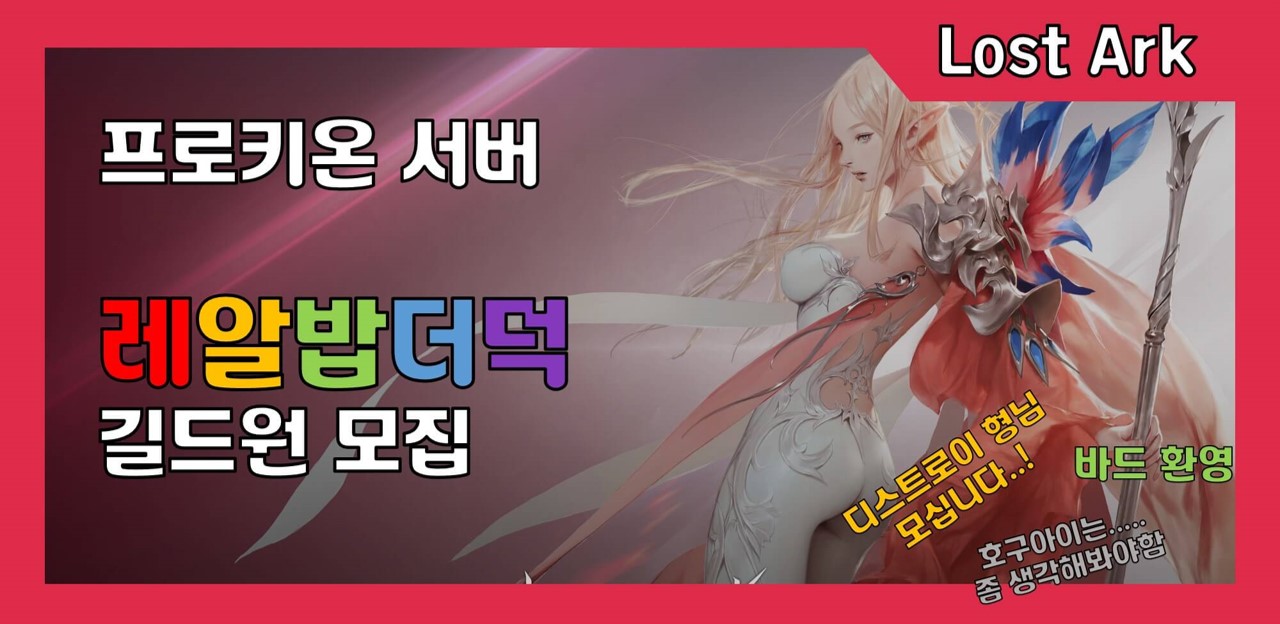 Lost Ark
프로키온 서버
레알밥더덕
길드원 모집
디스트로이 형님
모십니다..!
바드 환영
호구아이는.....
좀 생각해봐야함